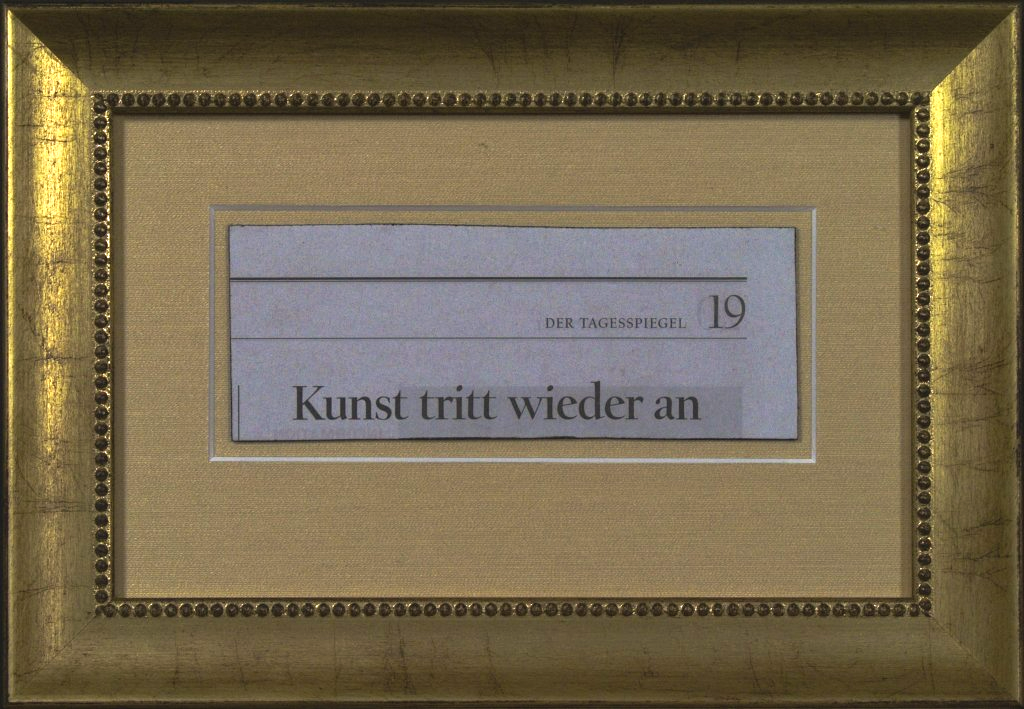 DER TAGESSPIEGEL 19
Kunst tritt wieder an